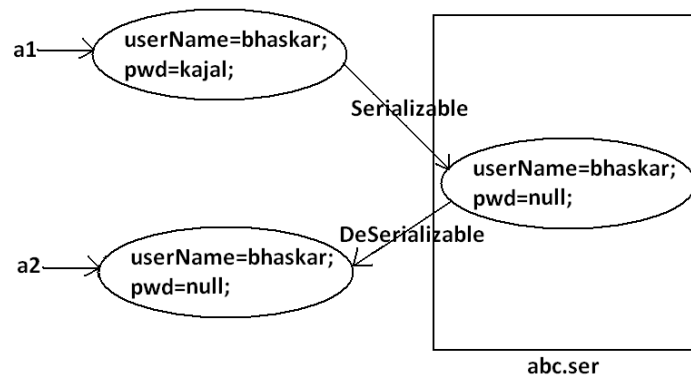 a1
userName=bhaskar;
pwd=kajal;
Serializable
userName=bhaskar;
pwd=null;
DeSerializable
a2
userName=bhaskar;
pwd=null;
abc.ser